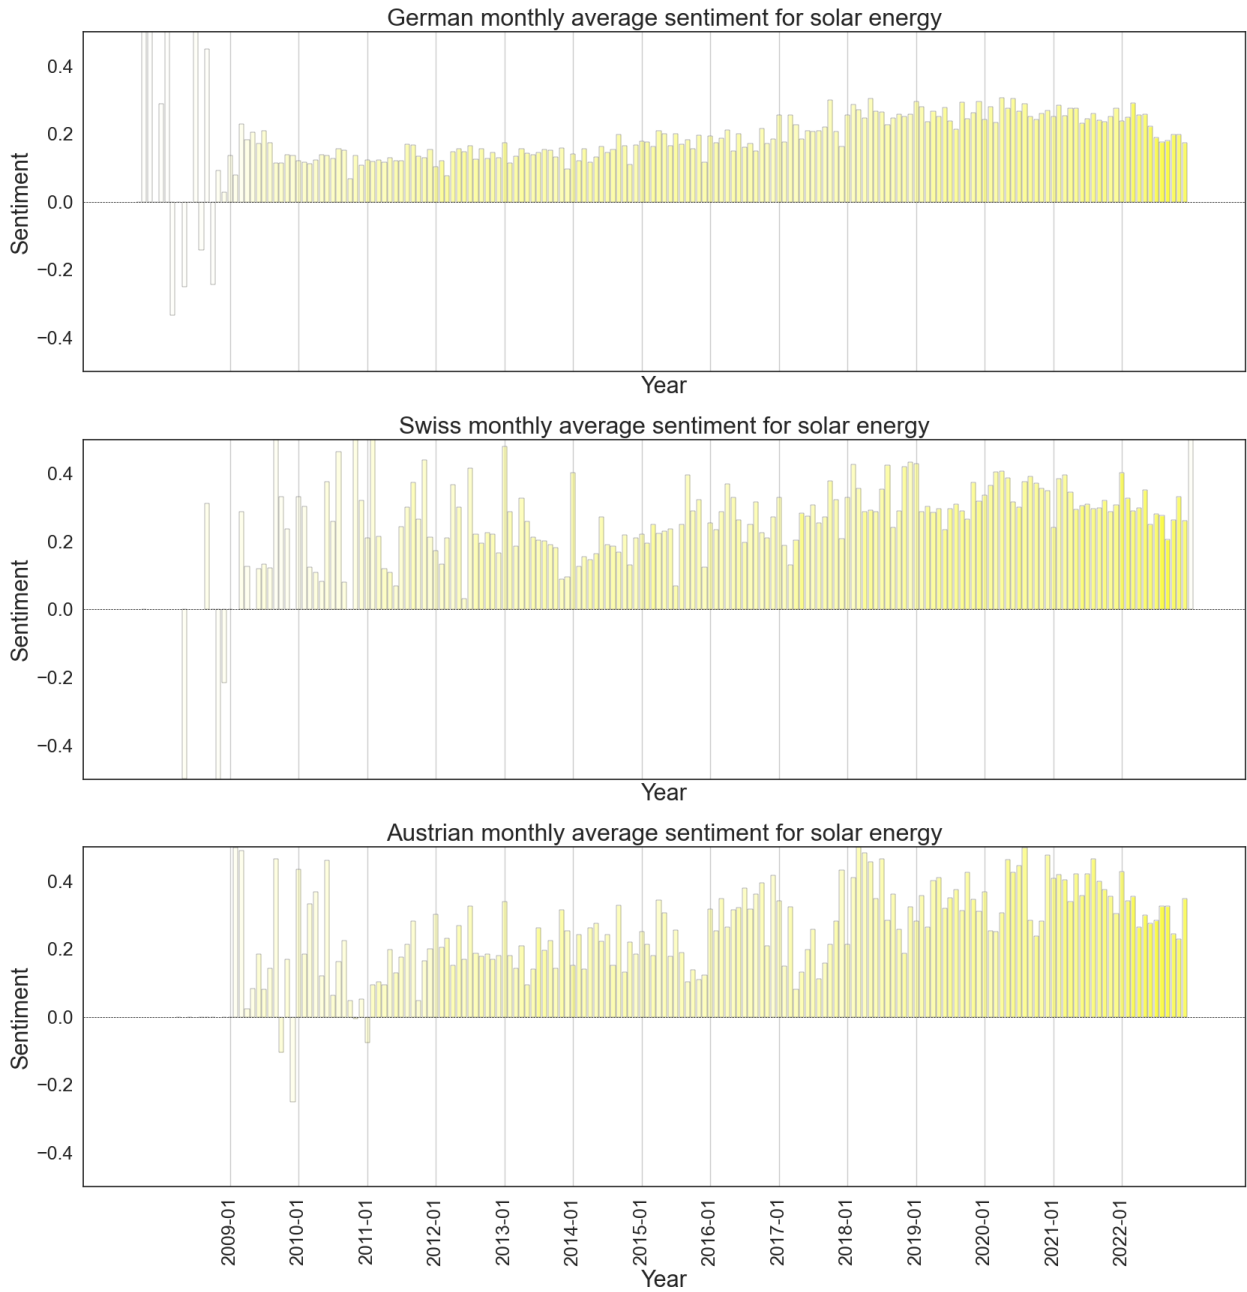 German monthly average sentiment for solar energy
0.4
0.2
0.0
−0.2
−0.4
Sentiment
Year
Swiss monthly average sentiment for solar energy
0.4
0.2
0.0
−0.2
−0.4
Sentiment
Year
Austrian monthly average sentiment for solar energy
0.4
0.2
0.0
−0.2
−0.4
Sentiment
2009-01 2010-01 2011-01 2012-01 2013-01 2014-01 2015-01 2016-01 2017-01 2018-01 2019-01 2020-01 2021-01 2022-01
Year